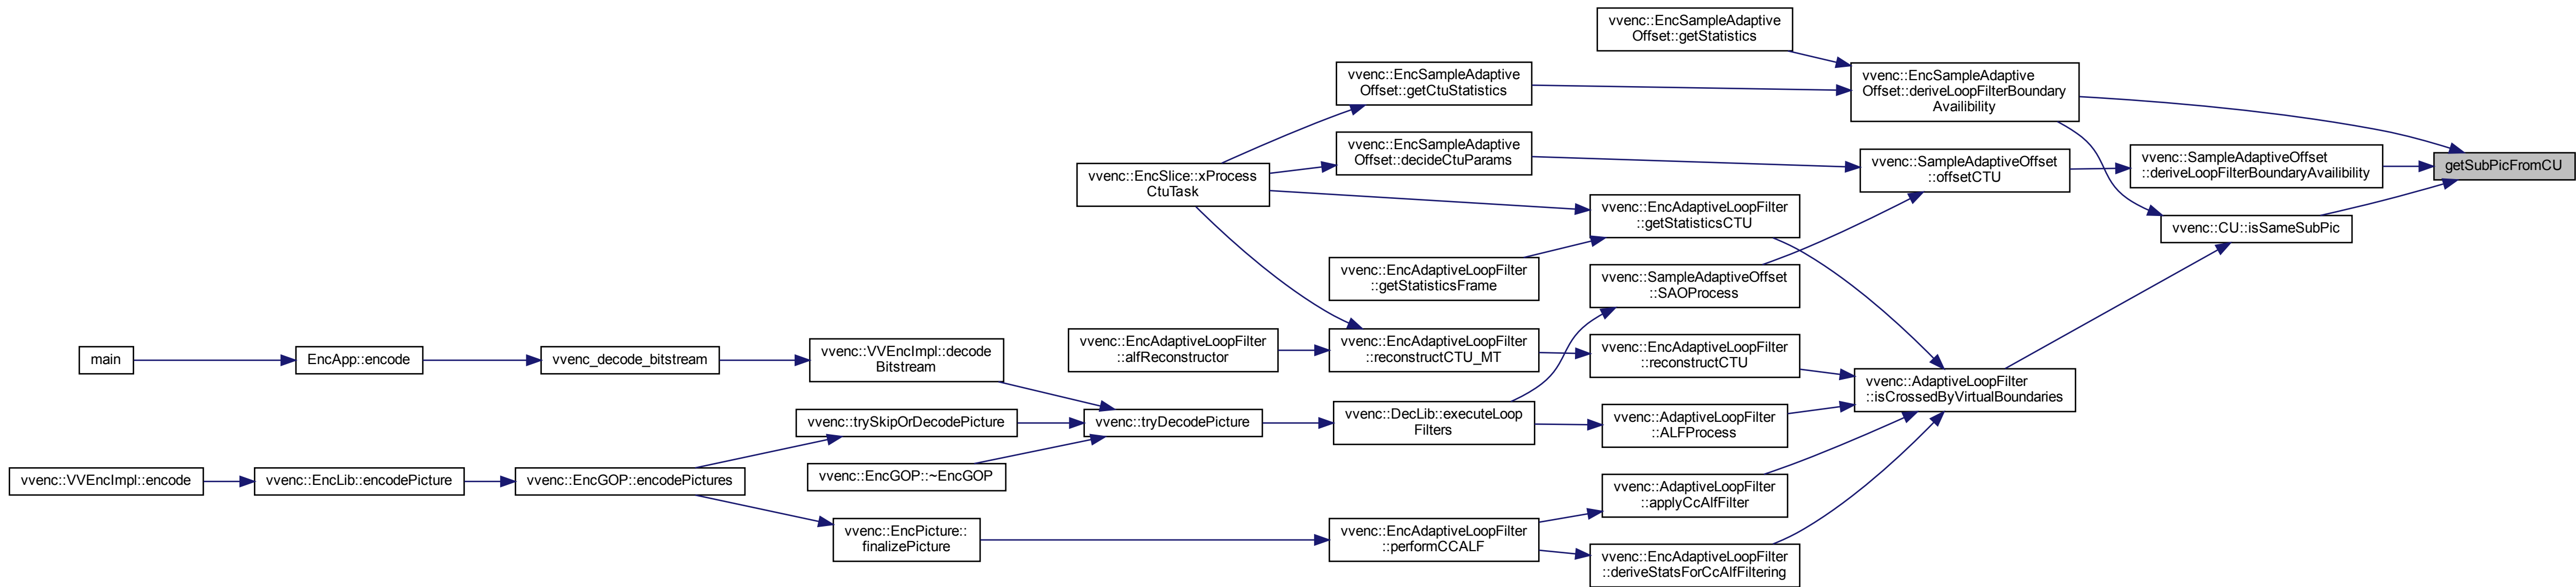 vvenc::EncSampleAdaptive
Offset::getStatistics
vvenc::EncSampleAdaptive
Offset::getCtuStatistics
vvenc::EncSampleAdaptive
Offset::deriveLoopFilterBoundary
Availibility
vvenc::EncSampleAdaptive
Offset::decideCtuParams
vvenc::SampleAdaptiveOffset
::offsetCTU
vvenc::SampleAdaptiveOffset
::deriveLoopFilterBoundaryAvailibility
getSubPicFromCU
vvenc::EncSlice::xProcess
CtuTask
vvenc::EncAdaptiveLoopFilter
::getStatisticsCTU
vvenc::CU::isSameSubPic
vvenc::EncAdaptiveLoopFilter
::getStatisticsFrame
vvenc::SampleAdaptiveOffset
::SAOProcess
main
EncApp::encode
vvenc_decode_bitstream
vvenc::VVEncImpl::decode
Bitstream
vvenc::EncAdaptiveLoopFilter
::alfReconstructor
vvenc::EncAdaptiveLoopFilter
::reconstructCTU_MT
vvenc::EncAdaptiveLoopFilter
::reconstructCTU
vvenc::AdaptiveLoopFilter
::isCrossedByVirtualBoundaries
vvenc::trySkipOrDecodePicture
vvenc::tryDecodePicture
vvenc::DecLib::executeLoop
Filters
vvenc::AdaptiveLoopFilter
::ALFProcess
vvenc::VVEncImpl::encode
vvenc::EncLib::encodePicture
vvenc::EncGOP::encodePictures
vvenc::EncGOP::~EncGOP
vvenc::AdaptiveLoopFilter
::applyCcAlfFilter
vvenc::EncPicture::
finalizePicture
vvenc::EncAdaptiveLoopFilter
::performCCALF
vvenc::EncAdaptiveLoopFilter
::deriveStatsForCcAlfFiltering